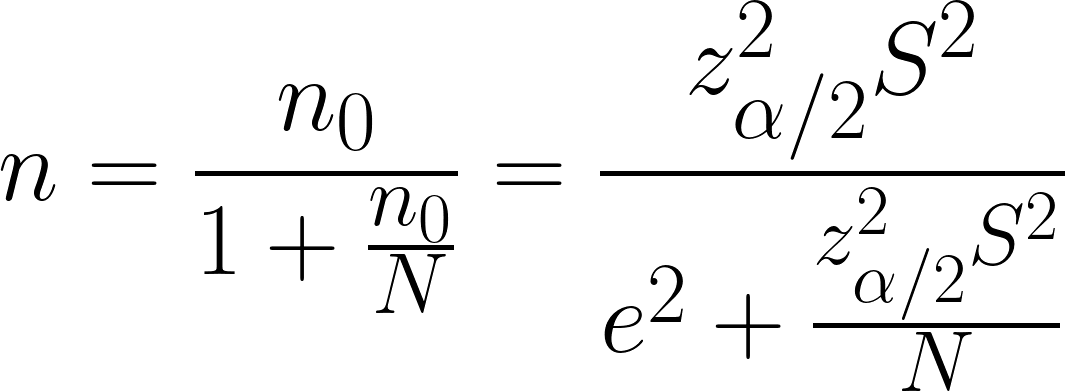 n = \frac{n_0}{1 + \frac{n_0}{N}} = \frac{z_{\alpha/2}^2 S^2}{e^2 + \frac{z_{\alpha/2}^2 S^2}{N}}